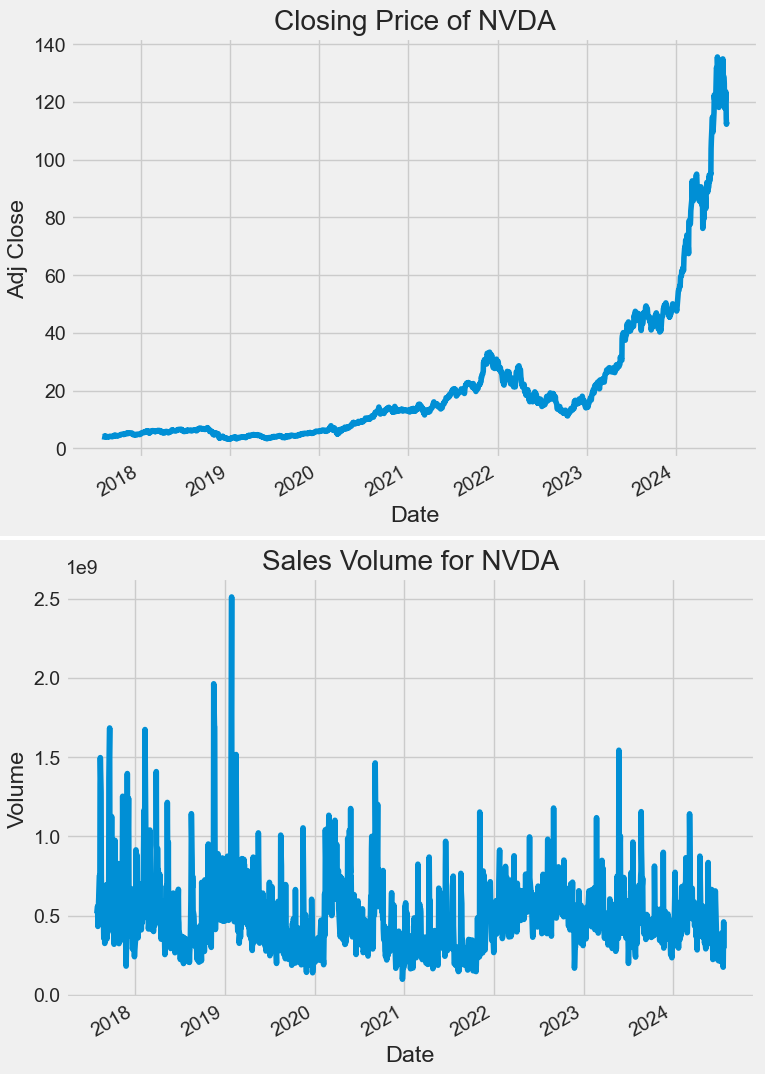 Closing Price of NVDA
140
120
100
80
60
40
20
0
Adj Close
2018 2019 2020 2021 2022 2023 2024
Date
Sales Volume for NVDA
1e9
2.5
2.0
1.5
1.0
0.5
0.0
Volume
2018 2019 2020 2021 2022 2023 2024
Date